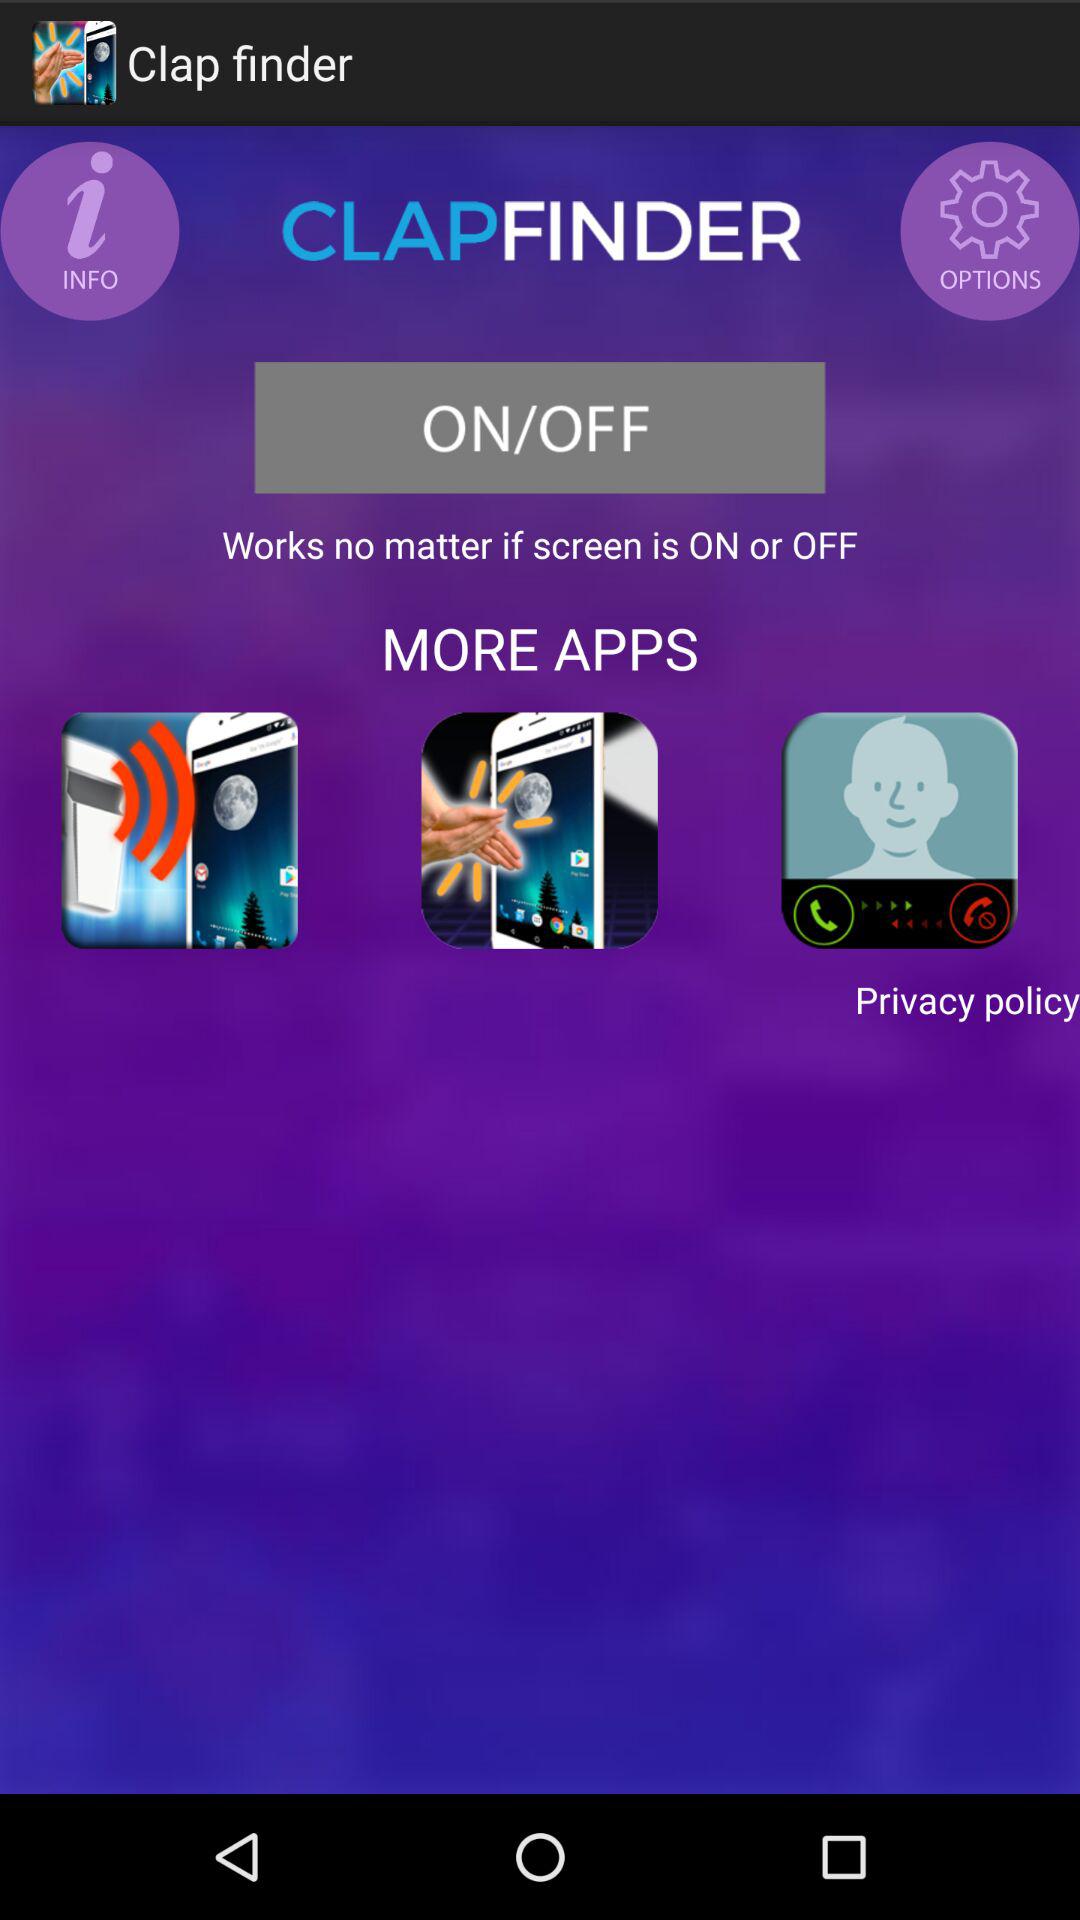 Clap finder
INFO
CLAPFINDER
OPTIONS
ON/OFF
Works no matter if screen is ON or OFF
MORE APPS
Privacy policy